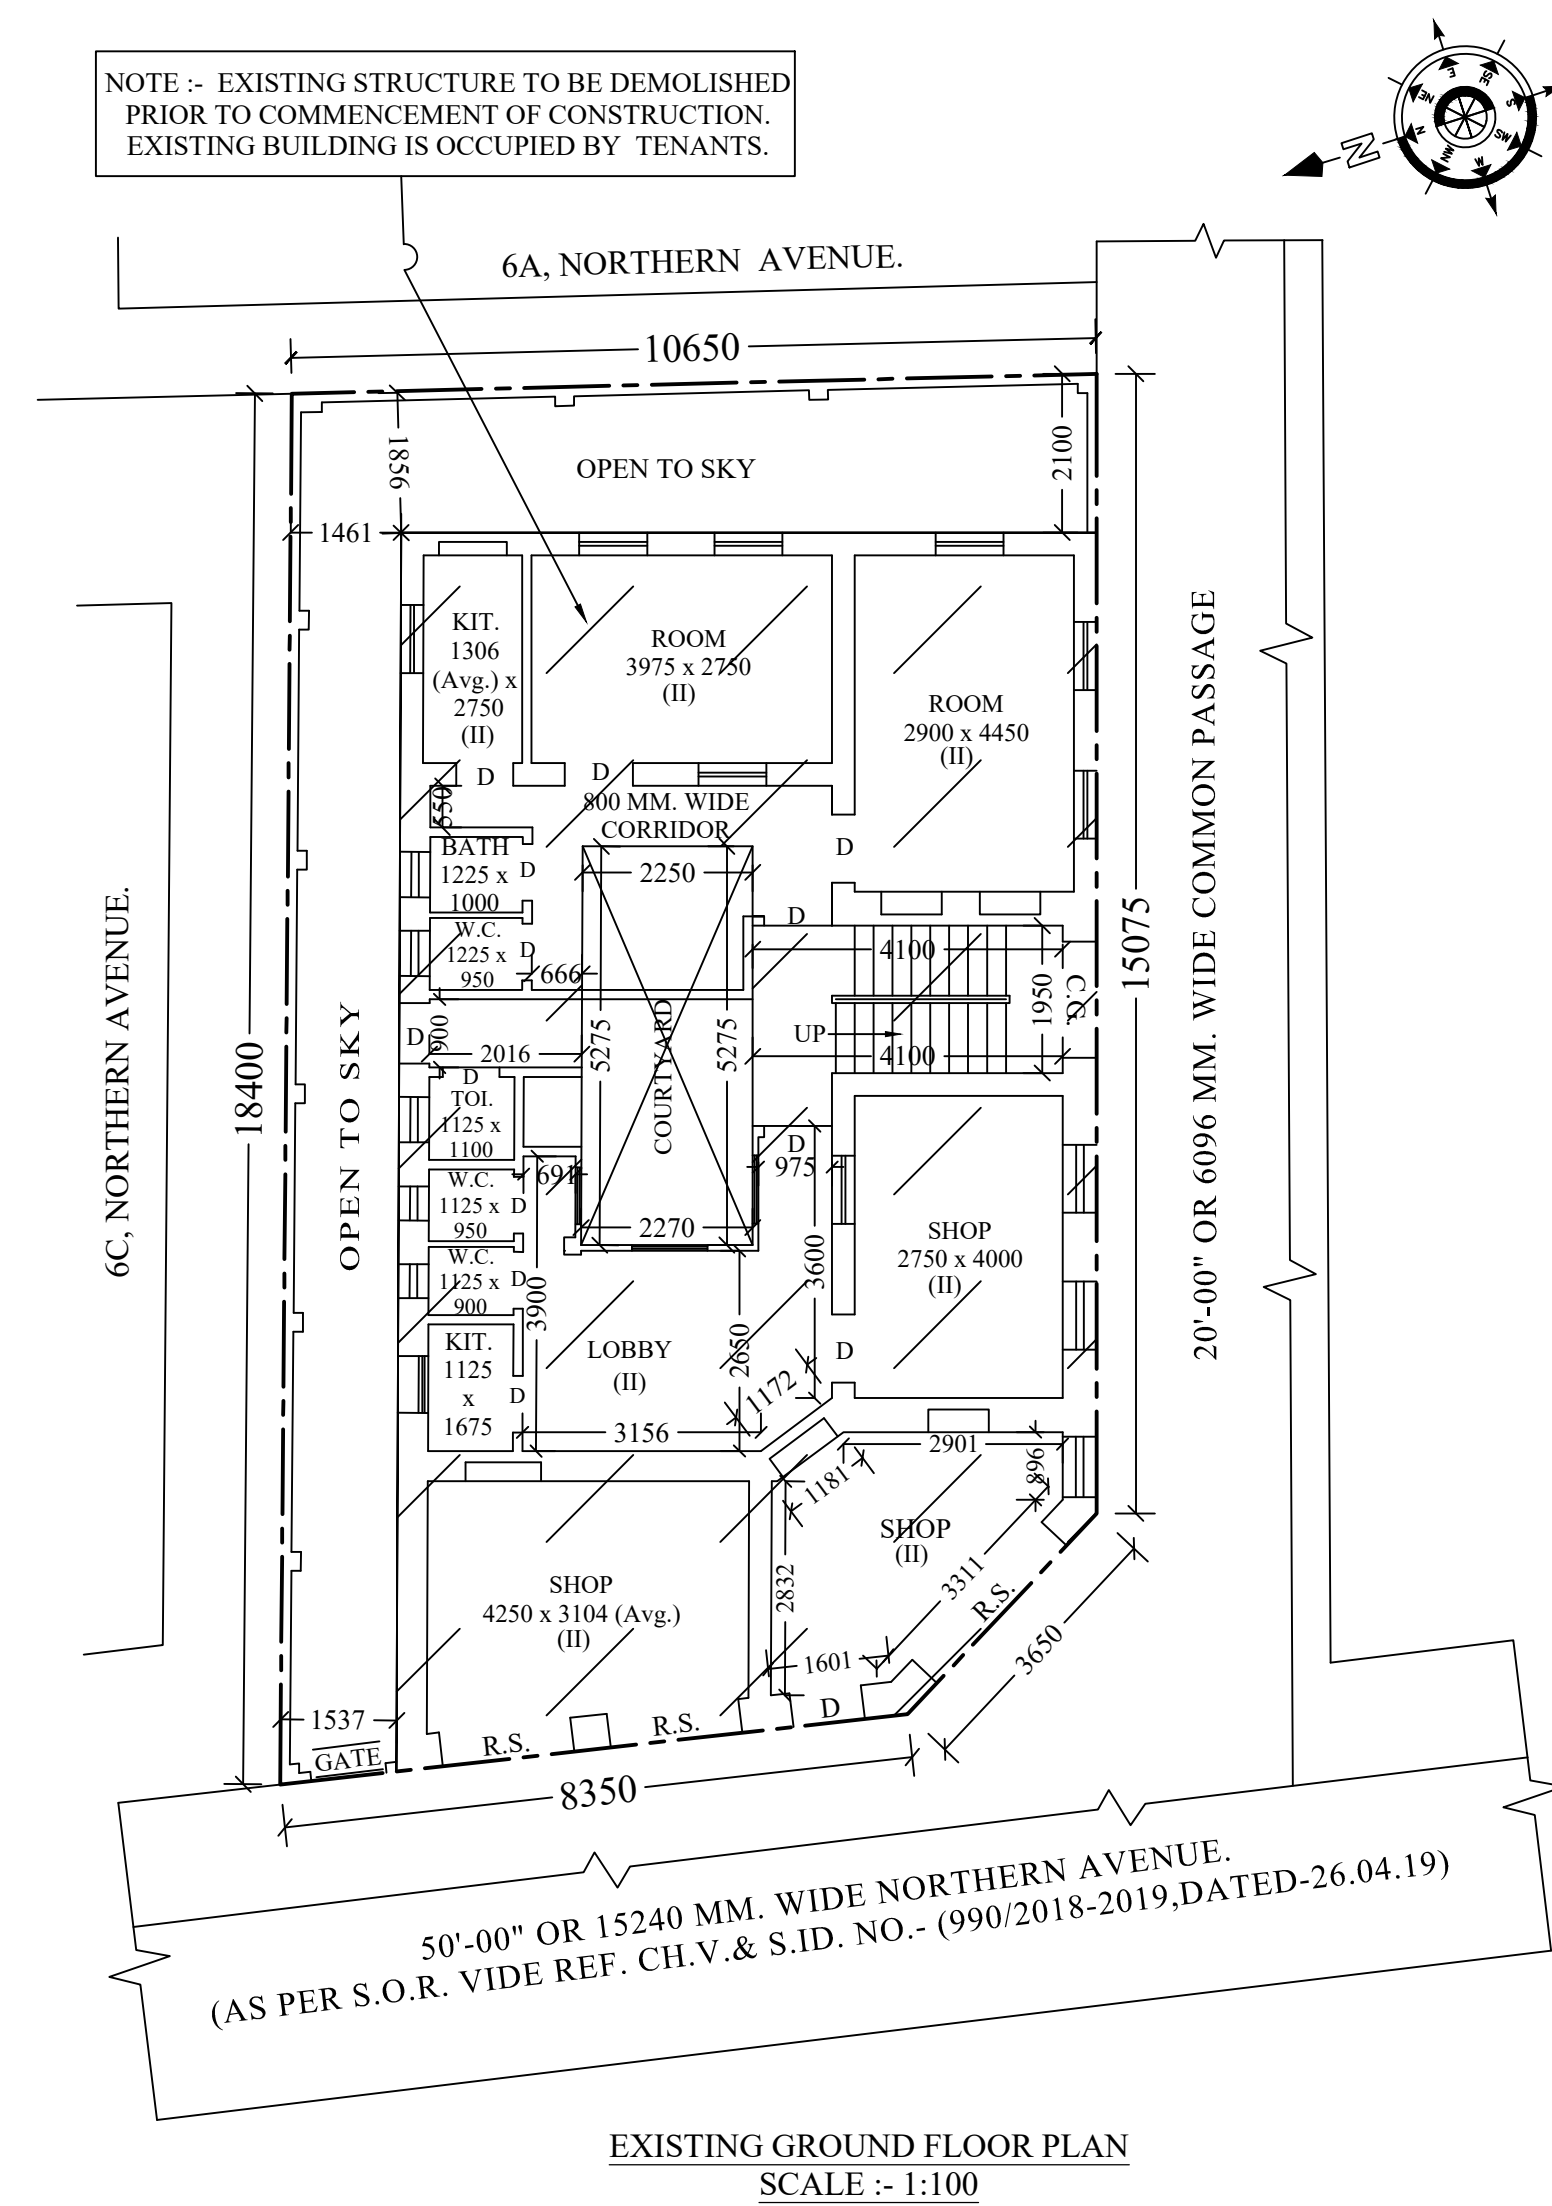 NOTE :- EXISTING STRUCTURE TO BE DEMOLISHED
PRIOR TO COMMENCEMENT OF CONSTRUCTION.
EXISTING BUILDING IS OCCUPIED BY TENANTS.
N
E
SE
S
SW
W
NW
N
NE
6A, NORTHERN AVENUE.
10650
1856
OPEN TO SKY
2100
1461
KIT.
1306
(Avg.) x
2750
(II)
ROOM
3975 x 2750
(II)
ROOM
2900 x 4450
(II)
D
D
550
800 MM. WIDE
CORRIDOR
BATH
1225 x
1000
D
D
2250
W.C.
1225 x
950
D
666
D
4100
1950
C.G.
15075
20'-00" OR 6096 MM. WIDE COMMON PASSAGE
6C, NORTHERN AVENUE.
18400
OPEN TO SKY
D
900
2016
5275
COURTYARD
5275
UP
4100
D
TOI.
1125 x
1100
691
D
975
W.C.
1125 x
950
D
2270
SHOP
2750 x 4000
(II)
W.C.
1125 x
900
D
3900
3600
KIT.
1125
x
1675
D
LOBBY
(II)
2650
D
1172
3156
2901
896
1181
SHOP
(II)
SHOP
4250 x 3104 (Avg.)
(II)
2832
3311
R.S.
3650
1601
D
1537
GATE
R.S.
R.S.
8350
50'-00" OR 15240 MM. WIDE NORTHERN AVENUE.
(AS PER S.O.R. VIDE REF. CH.V.& S.ID. NO.- (990/2018-2019,DATED-26.04.19)
EXISTING GROUND FLOOR PLAN
SCALE :- 1:100